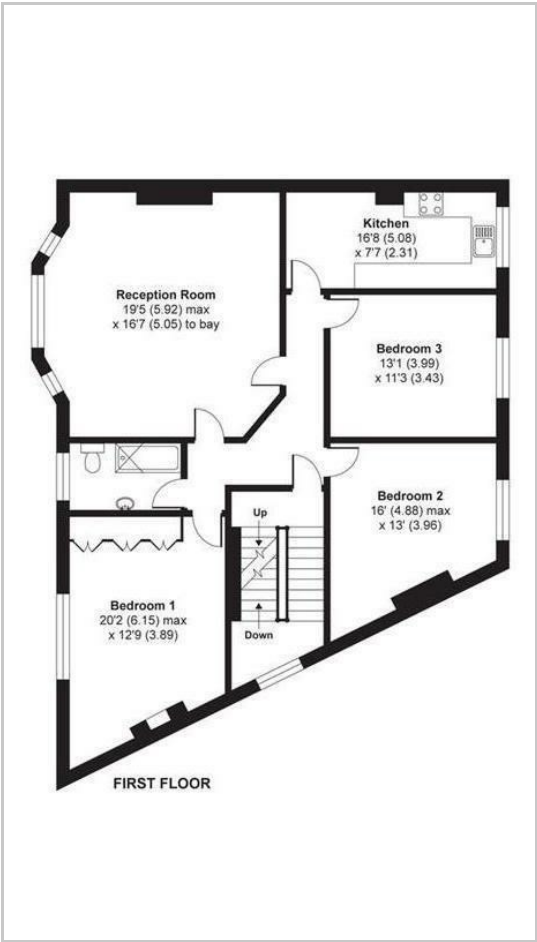 Kitchen
16'8 (5.08)
x 7'7 (2.31)
Reception Room
19'5 (5.92) max
x 16'7 (5.05) to bay
Bedroom 3
13'1 (3.99)
x 11'3 (3.43)
Bedroom 2
16' (4.88) max
x 13' (3.96)
Up
Down
Bedroom 1
20'2 (6.15) max
x 12'9 (3.89)
FIRST FLOOR